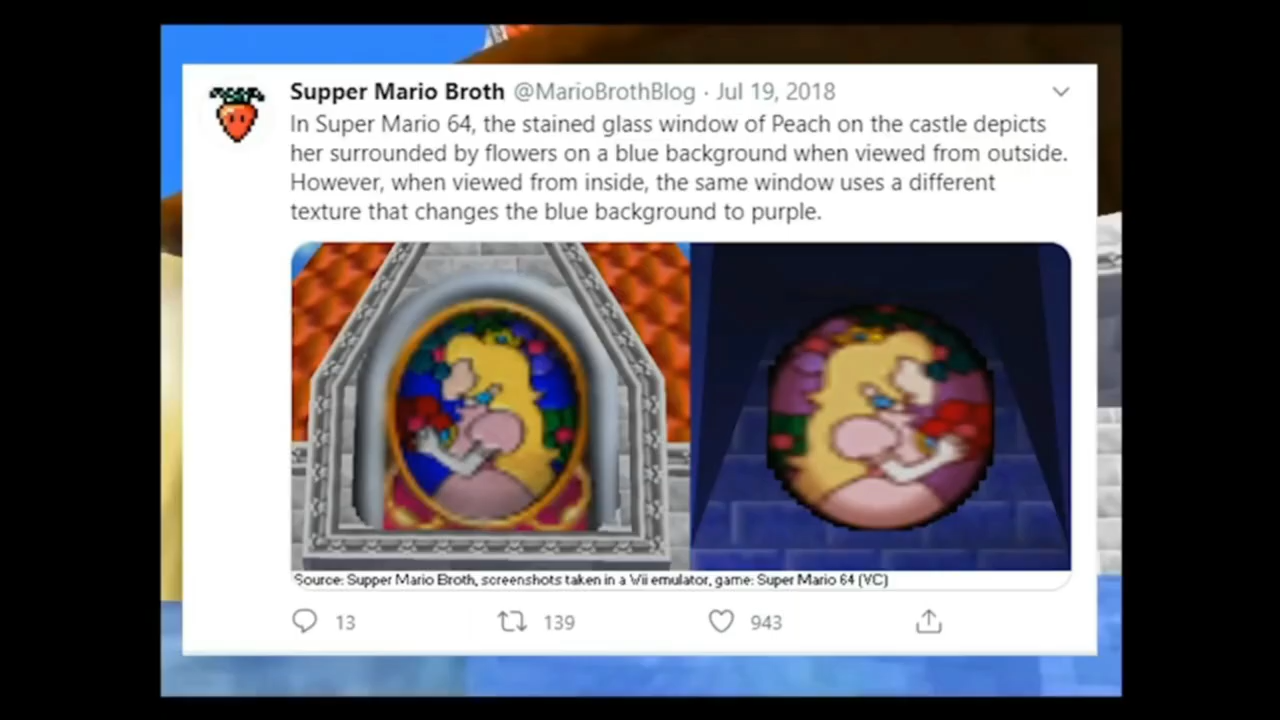 Supper Mario Broth @MarioBrothBlog · Jul 19, 2018
In Super Mario 64, the stained glass window of Peach on the castle depicts
her surrounded by flowers on a blue background when viewed from outside.
However, when viewed from inside, the same window uses a different
texture that changes the blue background to purple.
Source: Supper Mario Broth, screenshots taken in a Wii emulator, game: Super Mario 64 (VC)
13 139 943